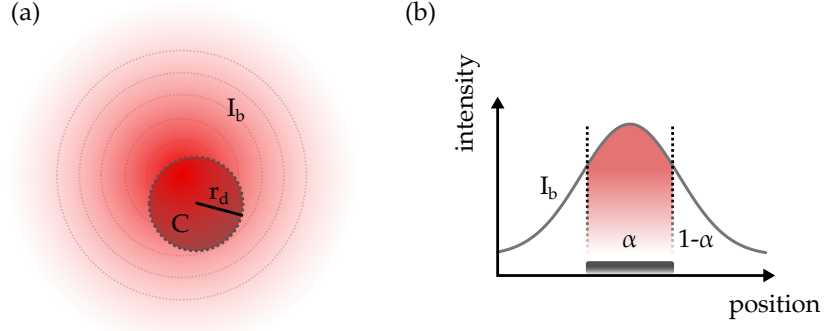 (a)
I_b
r_d
C
(b)
intensity
I_b
α
1-α
position